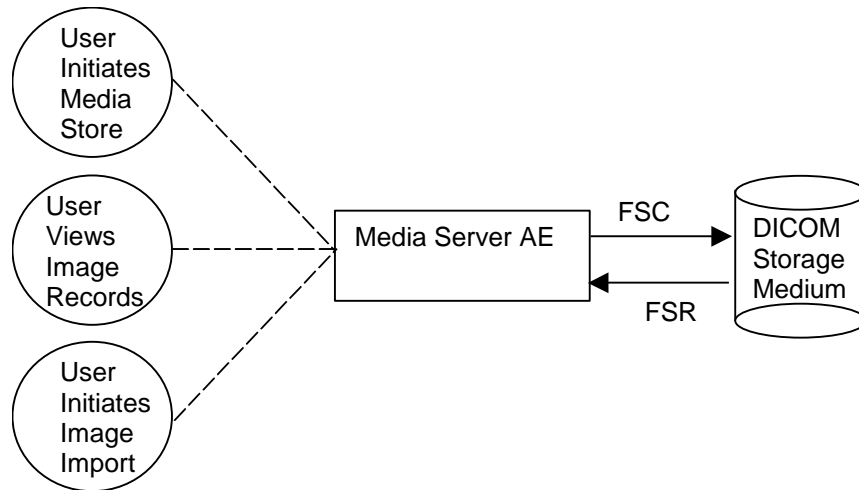 User
Initiates
Media
Store
User
Views
Image
Records
User
Initiates
Image
Import
Media Server AE
FSC
FSR
DICOM
Storage
Medium